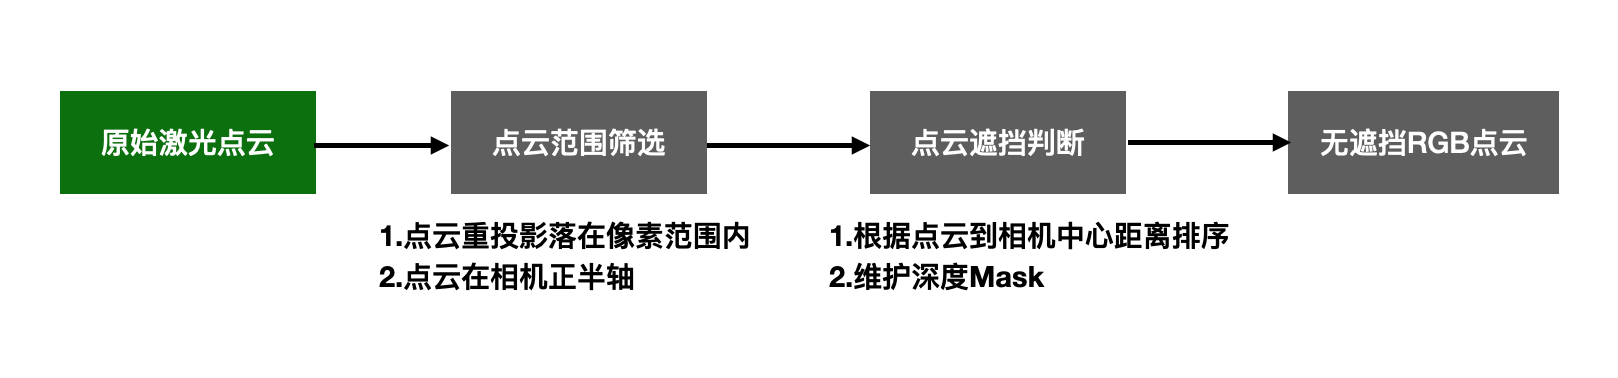 原始激光点云
点云范围筛选
点云遮挡判断
无遮挡RGB点云
1.点云重投影落在像素范围内
2.点云在相机正半轴
1.根据点云到相机中心距离排序
2.维护深度Mask